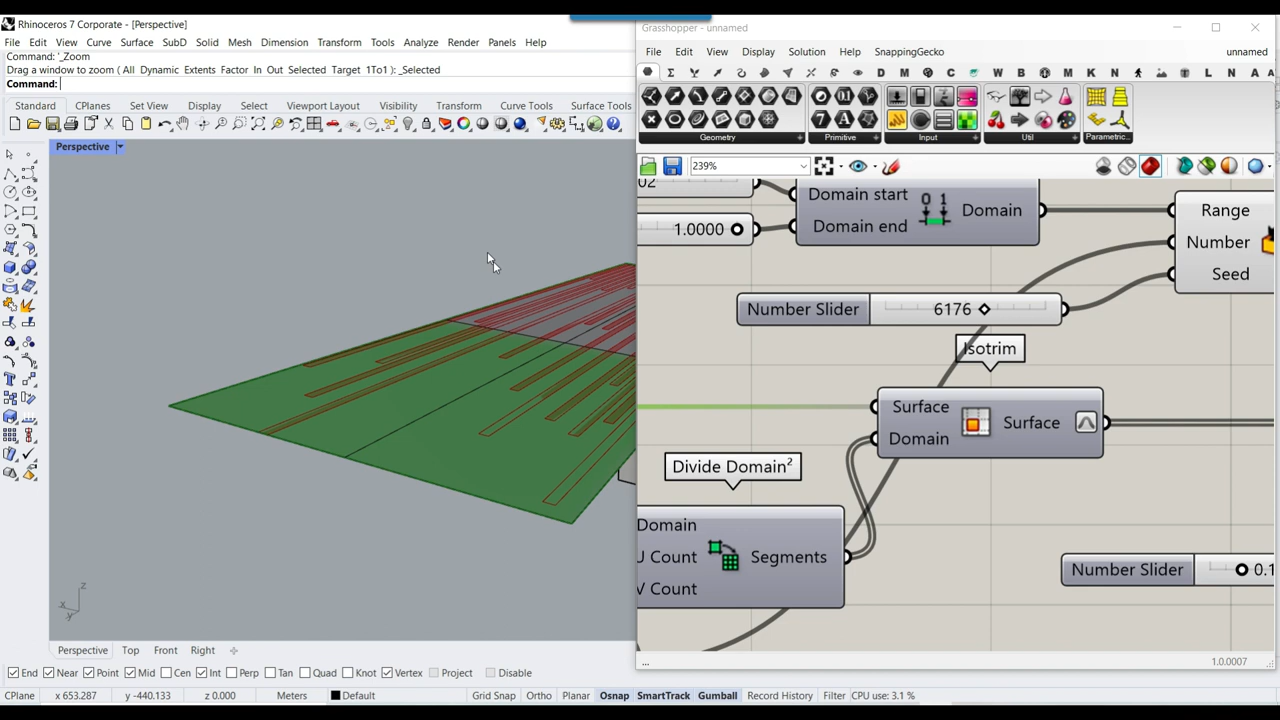 Rhinoceros 7 Corporate - [Perspective]
File Edit View Curve Surface SubD Solid Mesh Dimension Transform Tools Analyze Render Panels Help
Command: '_Zoom
Drag a window to zoom ( All Dynamic Extents Factor In Out Selected Target 1To1 ): _Selected
Command:
Standard CPlanes Set View Display Select Viewport Layout Visibility Transform Curve Tools Surface Tools
Perspective
z
x
y
Perspective Top Front Right
End Near Point Mid Cen Int Perp Tan Quad Knot Vertex Project Disable
CPlane x 653.287 y -440.133 z 0.000 Meters Default Grid Snap Ortho Planar Osnap SmartTrack Gumball Record History Filter CPU use: 3.1 %
Grasshopper - unnamed
File Edit View Display Solution Help SnappingGecko unnamed
D M C W B M K N L N A A
Geometry Primitive Input Util Parametric..
239%
02
1.0000
Domain start
Domain end
Domain
Range
Number
Seed
Number Slider 6176
Isotrim
Surface
Domain
Surface
Divide Domain²
Domain
U Count
V Count
Segments
Number Slider 0.1
...
1.0.0007